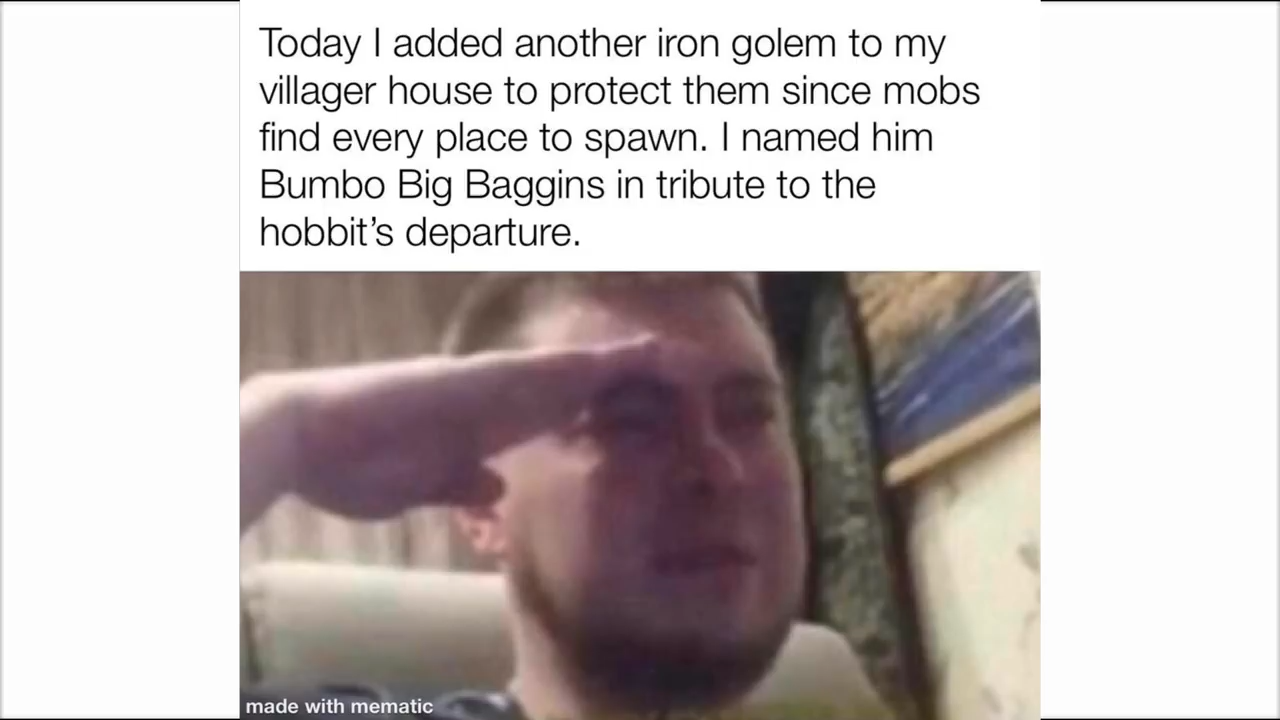 Today I added another iron golem to my
villager house to protect them since mobs
find every place to spawn. I named him
Bumbo Big Baggins in tribute to the
hobbit’s departure.
made with mematic